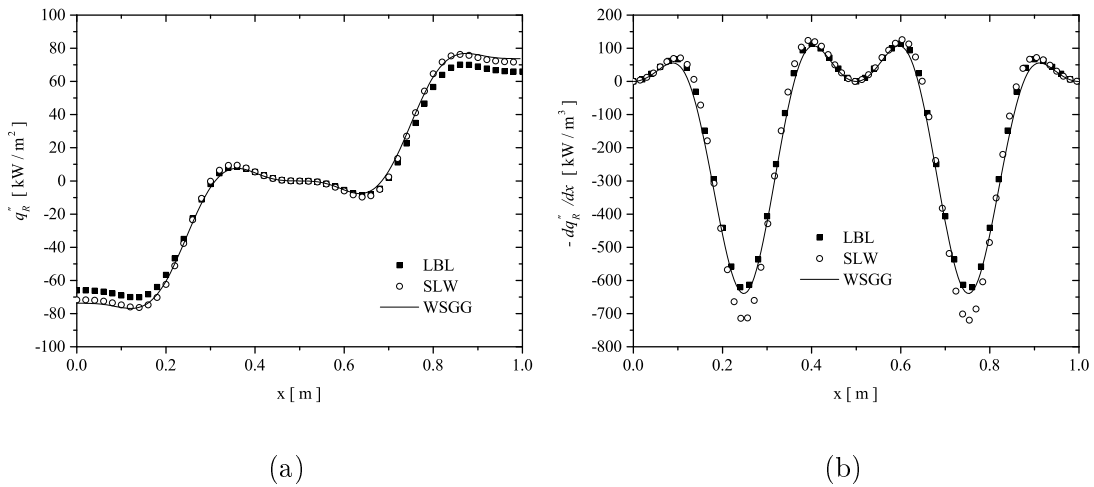 100
80
60
40
20
0
-20
-40
-60
-80
-100
q̇″_R [ kW / m² ]
LBL
SLW
WSGG
0.0 0.2 0.4 0.6 0.8 1.0
x [ m ]
(a)
200
100
0
-100
-200
-300
-400
-500
-600
-700
-800
- dq″_R /dx [ kW / m³ ]
LBL
SLW
WSGG
0.0 0.2 0.4 0.6 0.8 1.0
x [ m ]
(b)